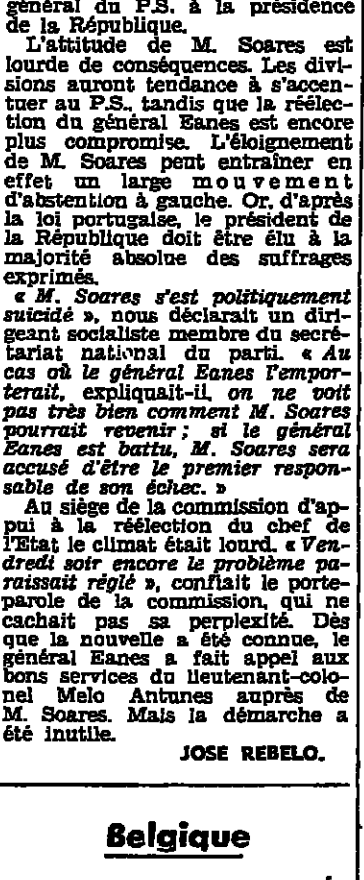 général du P.S. à la présidence
de la République.
L'attitude de M. Soares est
lourde de conséquences. Les divi-
sions auront tendance à s'accen-
tuer au P.S., tandis que la réélec-
tion du général Eanes est encore
plus compromise. L'éloignement
de M. Soares peut entraîner en
effet un large mouvement
d'abstention à gauche. Or, d'après
la loi portugaise, le président de
la République doit être élu à la
majorité absolue des suffrages
exprimés.
« M. Soares s'est politiquement
suicidé », nous déclarait un diri-
geant socialiste membre du secré-
tariat national du parti. « Au
cas où le général Eanes l'empor-
terait, expliquait-il, on ne voit
pas très bien comment M. Soares
pourrait revenir ; si le général
Eanes est battu, M. Soares sera
accusé d'être le premier respon-
sable de son échec. »
Au siège de la commission d'ap-
pui à la réélection du chef de
l'Etat le climat était lourd. « Ven-
dredi soir encore le problème pa-
raissait réglé », confiait le porte-
parole de la commission, qui ne
cachait pas sa perplexité. Dès
que la nouvelle a été connue, le
général Eanes a fait appel aux
bons services du lieutenant-colo-
nel Melo Antunes auprès de
M. Soares. Mais la démarche a
été inutile.
JOSÉ REBELO.
Belgique